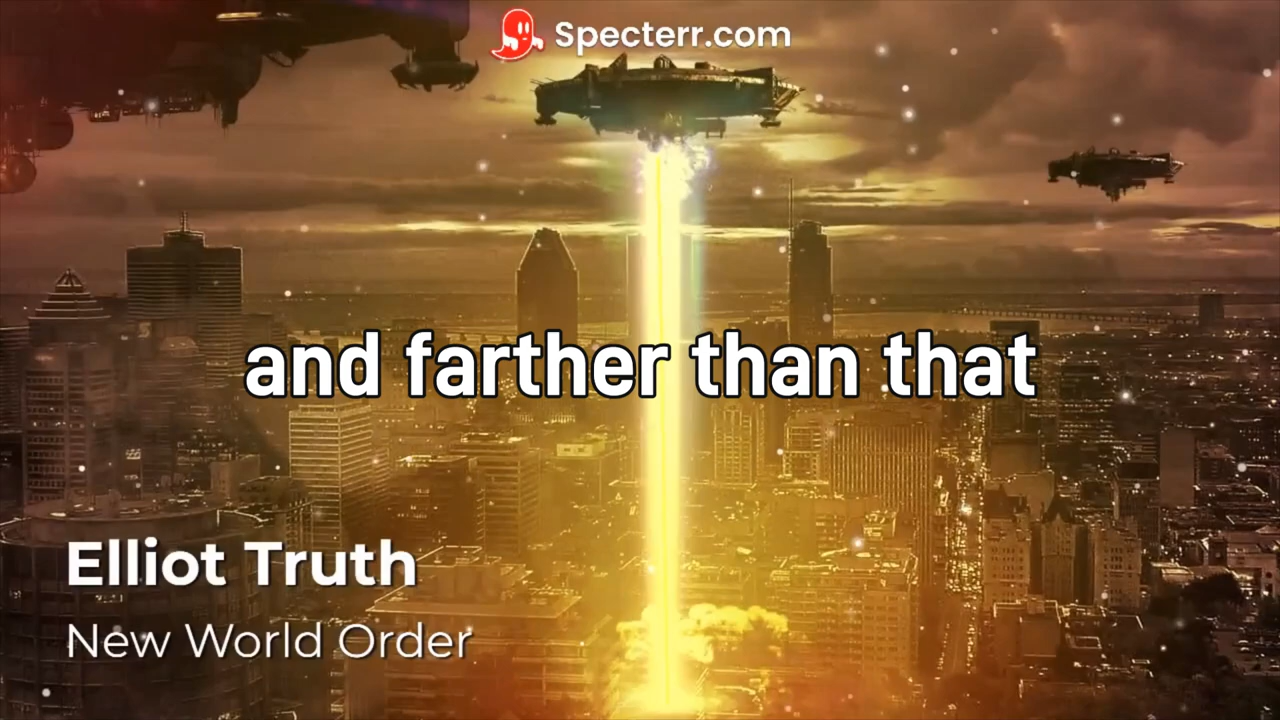 Specterr.com
and farther than that
Elliot Truth
New World Order